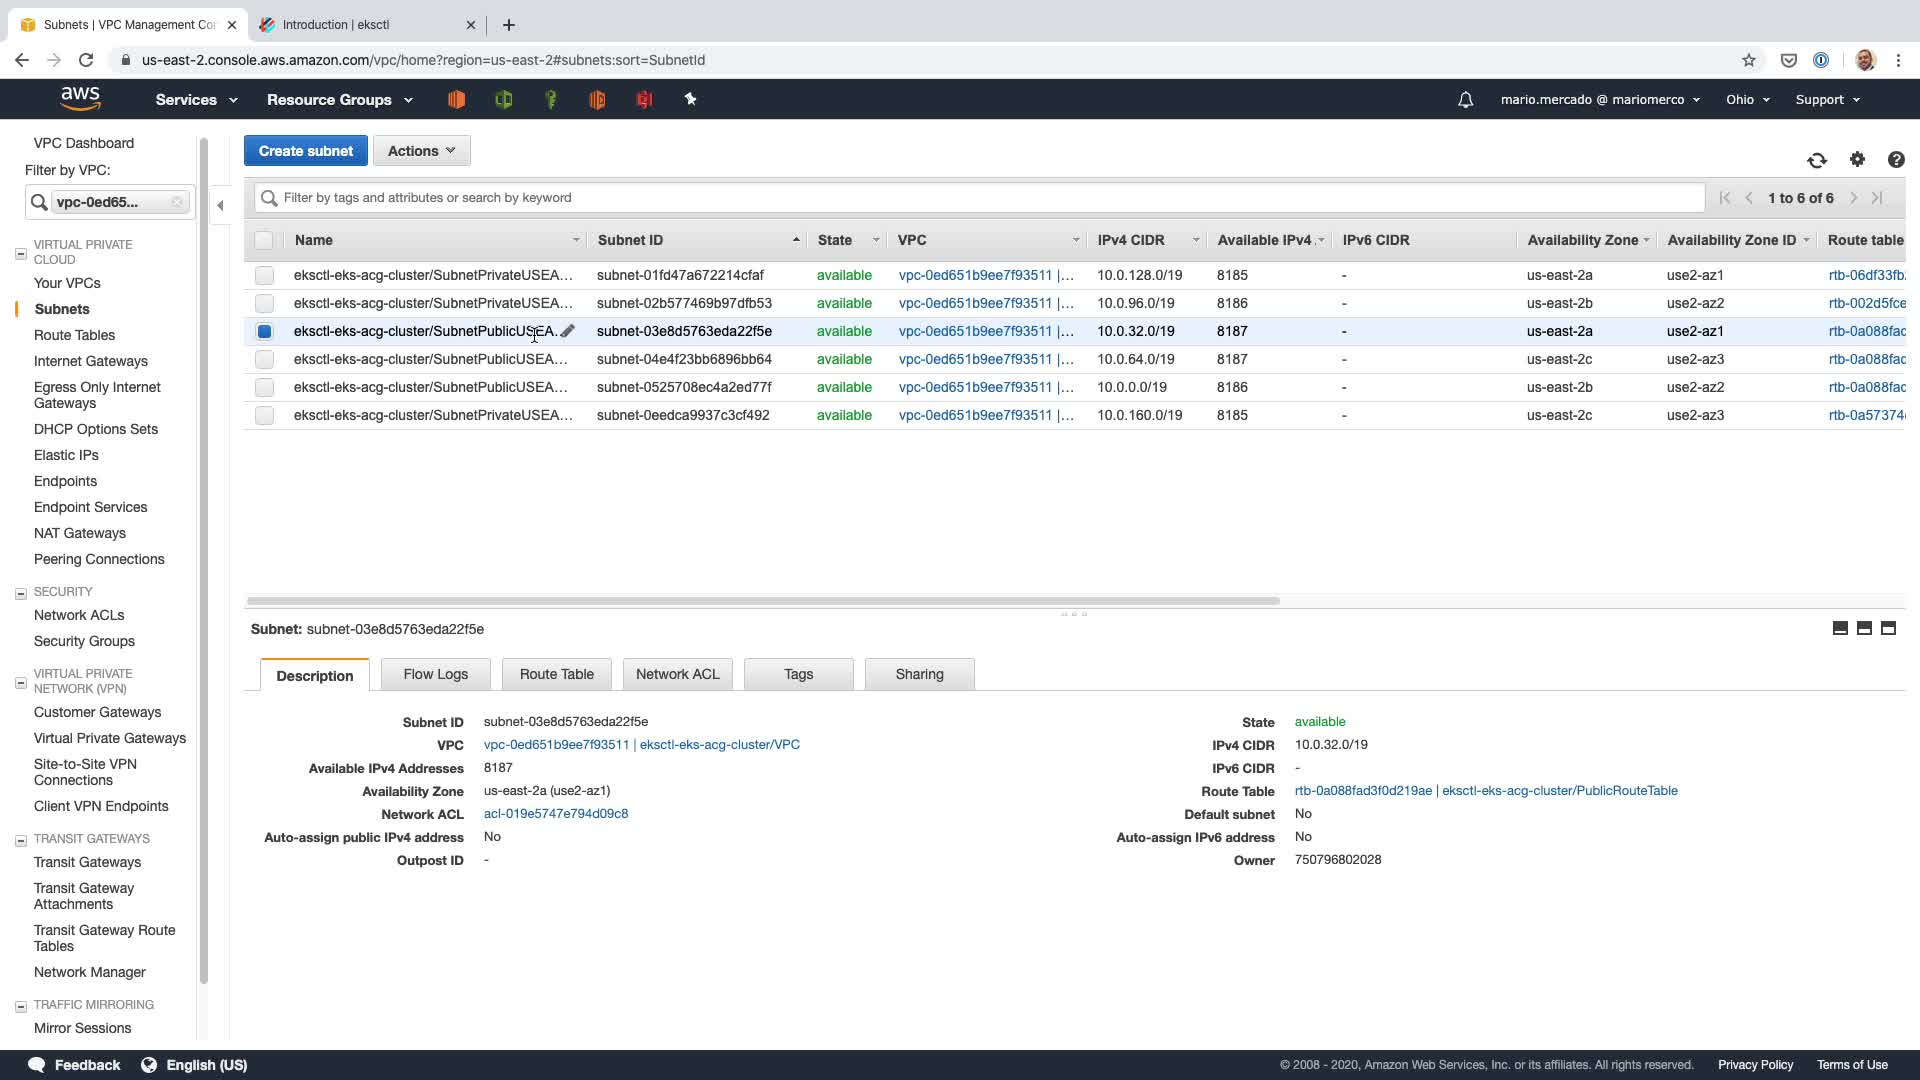 Subnets | VPC Management Con
Introduction | eksctl
us-east-2.console.aws.amazon.com/vpc/home?region=us-east-2#subnets:sort=SubnetId
aws
Services
Resource Groups
mario.mercado @ mariomerco
Ohio
Support
VPC Dashboard
Filter by VPC:
vpc-0ed65...
VIRTUAL PRIVATE
CLOUD
Your VPCs
Subnets
Route Tables
Internet Gateways
Egress Only Internet
Gateways
DHCP Options Sets
Elastic IPs
Endpoints
Endpoint Services
NAT Gateways
Peering Connections
SECURITY
Network ACLs
Security Groups
VIRTUAL PRIVATE
NETWORK (VPN)
Customer Gateways
Virtual Private Gateways
Site-to-Site VPN
Connections
Client VPN Endpoints
TRANSIT GATEWAYS
Transit Gateways
Transit Gateway
Attachments
Transit Gateway Route
Tables
Network Manager
TRAFFIC MIRRORING
Mirror Sessions
Create subnet
Actions
Filter by tags and attributes or search by keyword
1 to 6 of 6
Name Subnet ID State VPC IPv4 CIDR Available IPv4 IPv6 CIDR Availability Zone Availability Zone ID Route table
eksctl-eks-acg-cluster/SubnetPrivateUSEA... subnet-01fd47a672214cfaf available vpc-0ed651b9ee7f93511 |... 10.0.128.0/19 8185 - us-east-2a use2-az1 rtb-06df33fb
eksctl-eks-acg-cluster/SubnetPrivateUSEA... subnet-02b577469b97dfb53 available vpc-0ed651b9ee7f93511 |... 10.0.96.0/19 8186 - us-east-2b use2-az2 rtb-002d5fce
eksctl-eks-acg-cluster/SubnetPublicUSEA... subnet-03e8d5763eda22f5e available vpc-0ed651b9ee7f93511 |... 10.0.32.0/19 8187 - us-east-2a use2-az1 rtb-0a088fad
eksctl-eks-acg-cluster/SubnetPublicUSEA... subnet-04e4f23bb6896bb64 available vpc-0ed651b9ee7f93511 |... 10.0.64.0/19 8187 - us-east-2c use2-az3 rtb-0a088fad
eksctl-eks-acg-cluster/SubnetPublicUSEA... subnet-0525708ec4a2ed77f available vpc-0ed651b9ee7f93511 |... 10.0.0.0/19 8186 - us-east-2b use2-az2 rtb-0a088fad
eksctl-eks-acg-cluster/SubnetPrivateUSEA... subnet-0eedca9937c3cf492 available vpc-0ed651b9ee7f93511 |... 10.0.160.0/19 8185 - us-east-2c use2-az3 rtb-0a57374
Subnet: subnet-03e8d5763eda22f5e
Description Flow Logs Route Table Network ACL Tags Sharing
Subnet ID subnet-03e8d5763eda22f5e State available
VPC vpc-0ed651b9ee7f93511 | eksctl-eks-acg-cluster/VPC IPv4 CIDR 10.0.32.0/19
Available IPv4 Addresses 8187 IPv6 CIDR -
Availability Zone us-east-2a (use2-az1) Route Table rtb-0a088fad3f0d219ae | eksctl-eks-acg-cluster/PublicRouteTable
Network ACL acl-019e5747e794d09c8 Default subnet No
Auto-assign public IPv4 address No Auto-assign IPv6 address No
Outpost ID - Owner 750796802028
Feedback
English (US)
© 2008 - 2020, Amazon Web Services, Inc. or its affiliates. All rights reserved.
Privacy Policy
Terms of Use